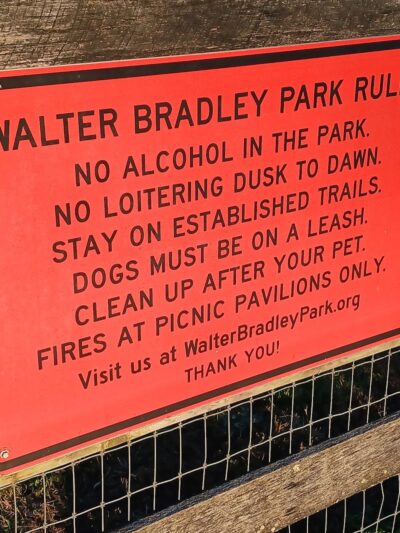 WALTER BRADLEY PARK RUL
NO ALCOHOL IN THE PARK.
NO LOITERING DUSK TO DAWN.
STAY ON ESTABLISHED TRAILS.
DOGS MUST BE ON A LEASH.
CLEAN UP AFTER YOUR PET.
FIRES AT PICNIC PAVILIONS ONLY.
Visit us at WalterBradleyPark.org
THANK YOU!